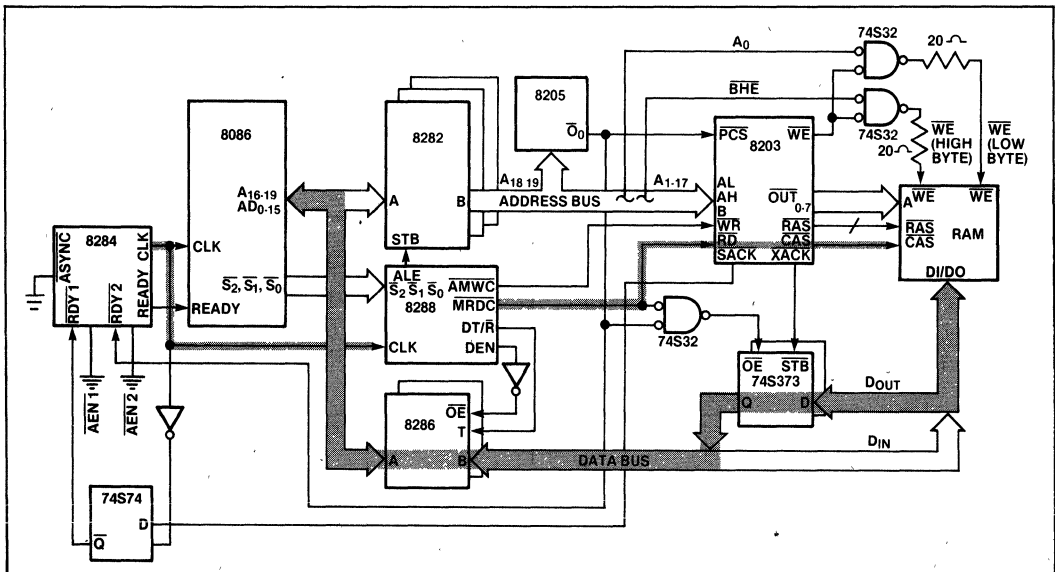 74S32
20
A0
BHE
74S32
20
WE
(HIGH
BYTE)
WE
(LOW
BYTE)
8086
A16-19
AD0-15
S2, S1, S0
CLK
READY
8282
A
B
STB
8205
O0
A18 19
A1-17
ADDRESS BUS
8203
PCS
WE
AL
AH
B
OUT 0-7
WR
RD
SACK
RAS
CAS
XACK
A
WE
WE
RAS
CAS
RAM
DI/DO
8284
ASYNC
CLK
RDY 1
RDY 2
READY
AEN 1
AEN 2
ALE
S2 S1 S0
8288
AMWC
MRDC
DT/R
DEN
CLK
74S32
OE
STB
74S373
Q
D
DOUT
DIN
8286
OE
T
A
B
DATA BUS
74S74
D
Q